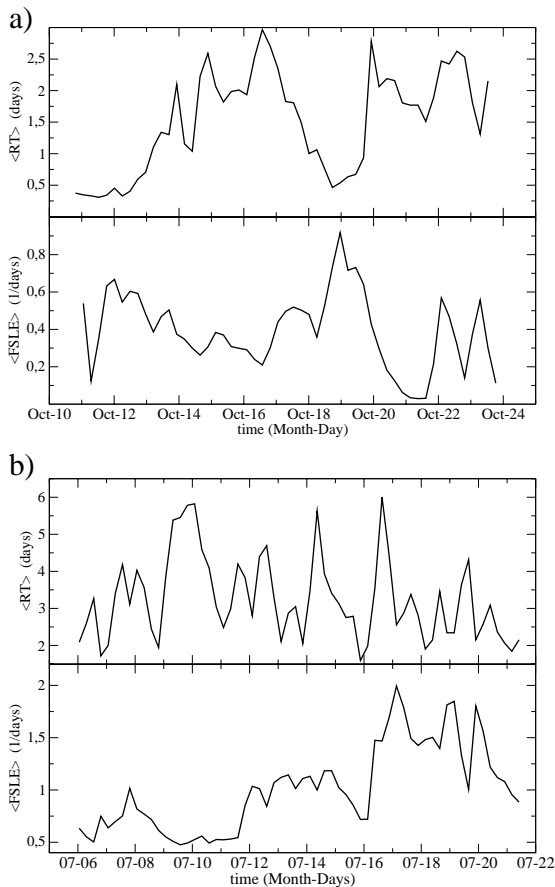 a)
2,5
2
1,5
1
0,5
<RT> (days)
0,8
0,6
0,4
0,2
<FSLE> (1/days)
Oct-10 Oct-12 Oct-14 Oct-16 Oct-18 Oct-20 Oct-22 Oct-24
time (Month-Day)
b)
6
5
4
3
2
<RT> (days)
2
1,5
1
0,5
<FSLE> (1/days)
07-06 07-08 07-10 07-12 07-14 07-16 07-18 07-20 07-22
time (Month-Days)